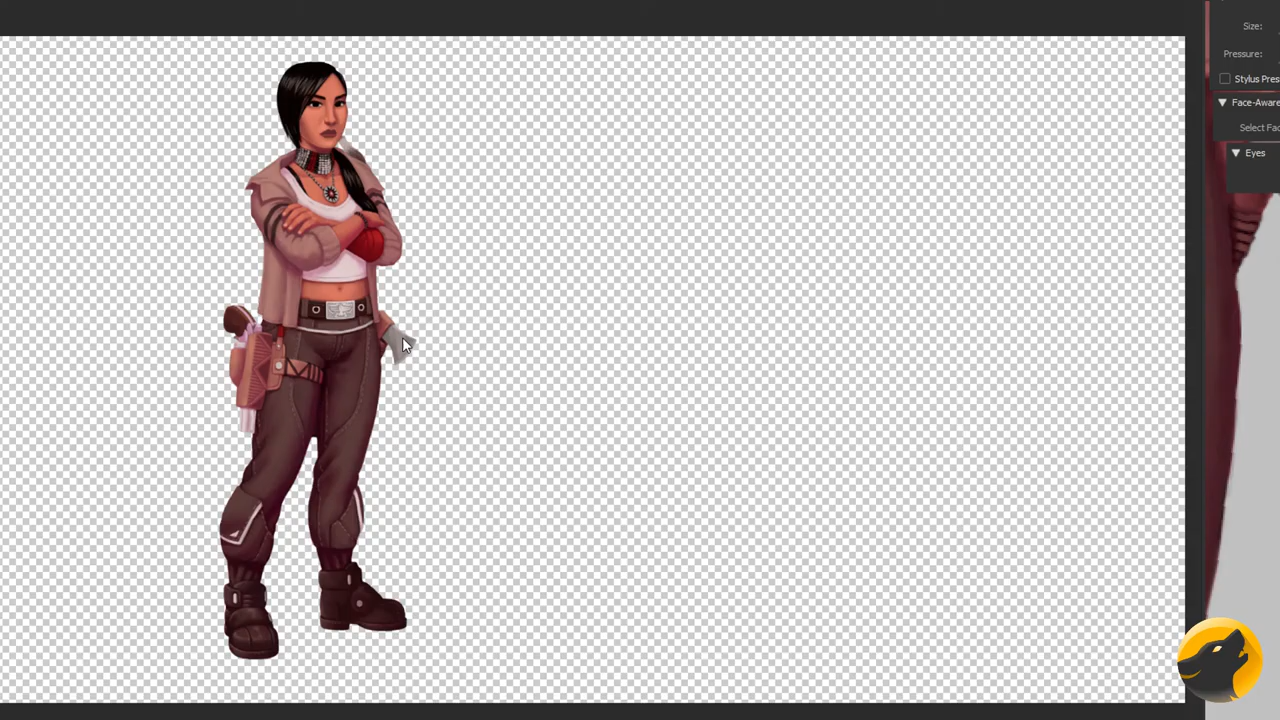 Size:
Pressure:
Stylus Pres
Face-Aware
Select Fac
Eyes